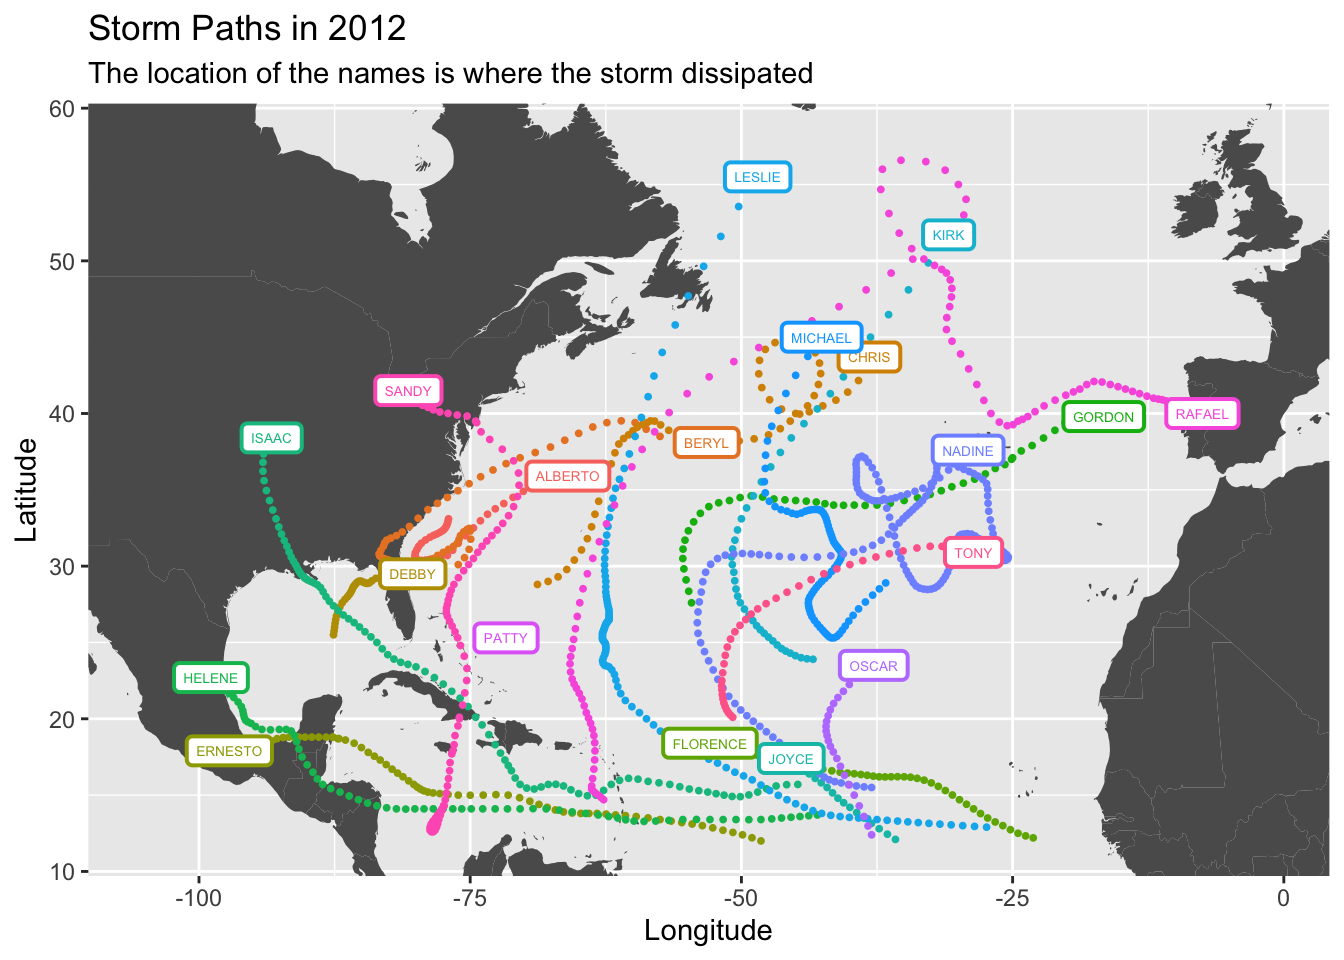 Storm Paths in 2012
The location of the names is where the storm dissipated
60
50
40
30
20
10
Latitude
LESLIE
KIRK
MICHAEL
CHRIS
SANDY
RAFAEL
GORDON
ISAAC
BERYL
NADINE
ALBERTO
TONY
DEBBY
PATTY
OSCAR
HELENE
FLORENCE
ERNESTO
JOYCE
-100
-75
-50
-25
0
Longitude